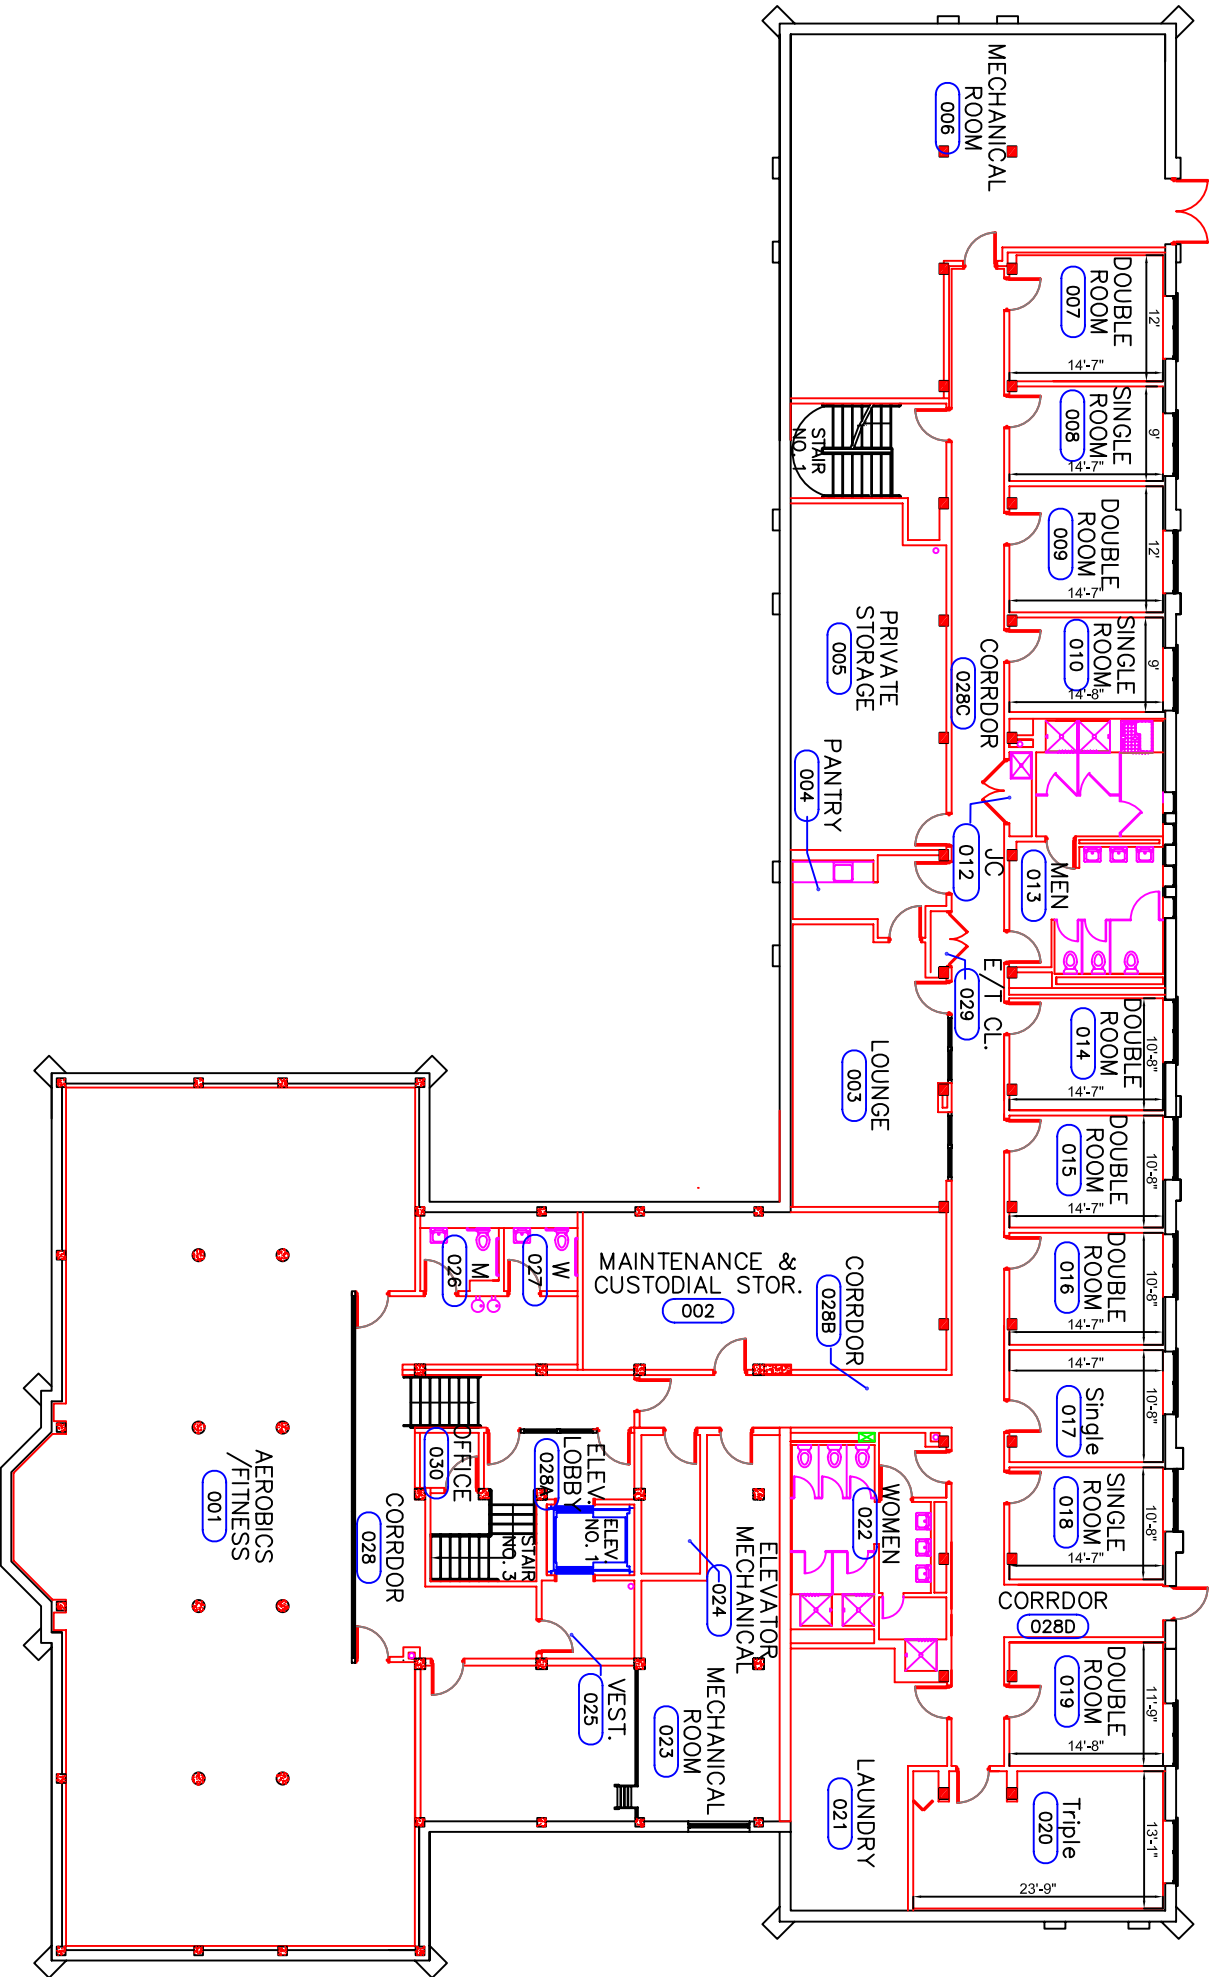 MECHANICAL
ROOM
006
DOUBLE
ROOM
007
12'
14'-7"
SINGLE
ROOM
008
9'
14'-7"
DOUBLE
ROOM
009
12'
14'-7"
SINGLE
ROOM
010
9'
14'-8"
STAIR
NO. 1
PRIVATE
STORAGE
005
CORRDOR
028C
PANTRY
004
JC
012
MEN
013
E/T CL.
029
LOUNGE
003
DOUBLE
ROOM
014
10'-8"
14'-7"
DOUBLE
ROOM
015
10'-8"
14'-7"
DOUBLE
ROOM
016
10'-8"
14'-7"
Single
017
10'-8"
14'-7"
SINGLE
ROOM
018
10'-8"
14'-7"
CORRDOR
028D
DOUBLE
ROOM
019
11'-9"
14'-8"
Triple
020
13'-1"
23'-9"
MAINTENANCE &
CUSTODIAL STOR.
002
CORRDOR
028B
M
026
W
027
OFFICE
030
ELEV.
LOBBY
028A
ELEV.
NO. 1
STAIR
NO. 3
WOMEN
022
ELEVATOR
MECHANICAL
024
MECHANICAL
ROOM
023
VEST.
025
LAUNDRY
021
CORRDOR
028
AEROBICS
/FITNESS
001